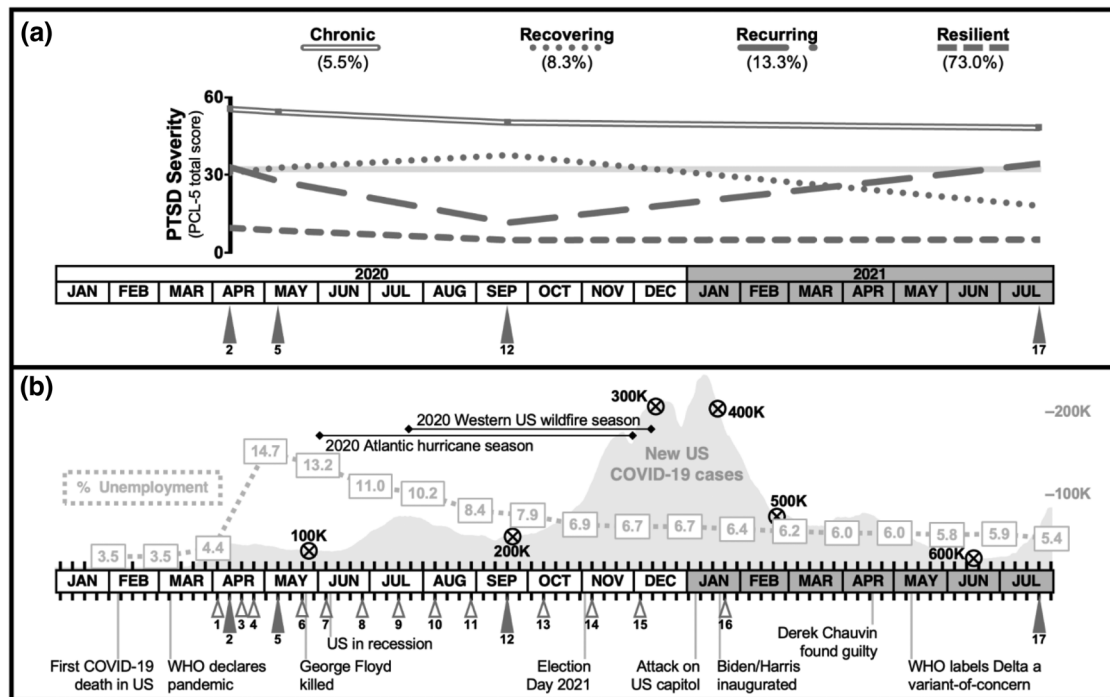 (a)
Chronic Recovering Recurring Resilient
(5.5%) (8.3%) (13.3%) (73.0%)
60
30
0
PTSD Severity
(PCL-5 total score)
2020 2021
JAN FEB MAR APR MAY JUN JUL AUG SEP OCT NOV DEC JAN FEB MAR APR MAY JUN JUL
2 5 12 17
(b)
300K
400K
–200K
2020 Western US wildfire season
2020 Atlantic hurricane season
New US
COVID-19 cases
% Unemployment
–100K
500K
100K
200K
600K
3.5 3.5 4.4 14.7 13.2 11.0 10.2 8.4 7.9 6.9 6.7 6.7 6.4 6.2 6.0 6.0 5.8 5.9 5.4
JAN FEB MAR APR MAY JUN JUL AUG SEP OCT NOV DEC JAN FEB MAR APR MAY JUN JUL
1 2 3 4 5 6 7 8 9 10 11 12 13 14 15 16 17
US in recession
First COVID-19
death in US
WHO declares
pandemic
George Floyd
killed
Election
Day 2021
Attack on
US capitol
Biden/Harris
inaugurated
Derek Chauvin
found guilty
WHO labels Delta a
variant-of-concern